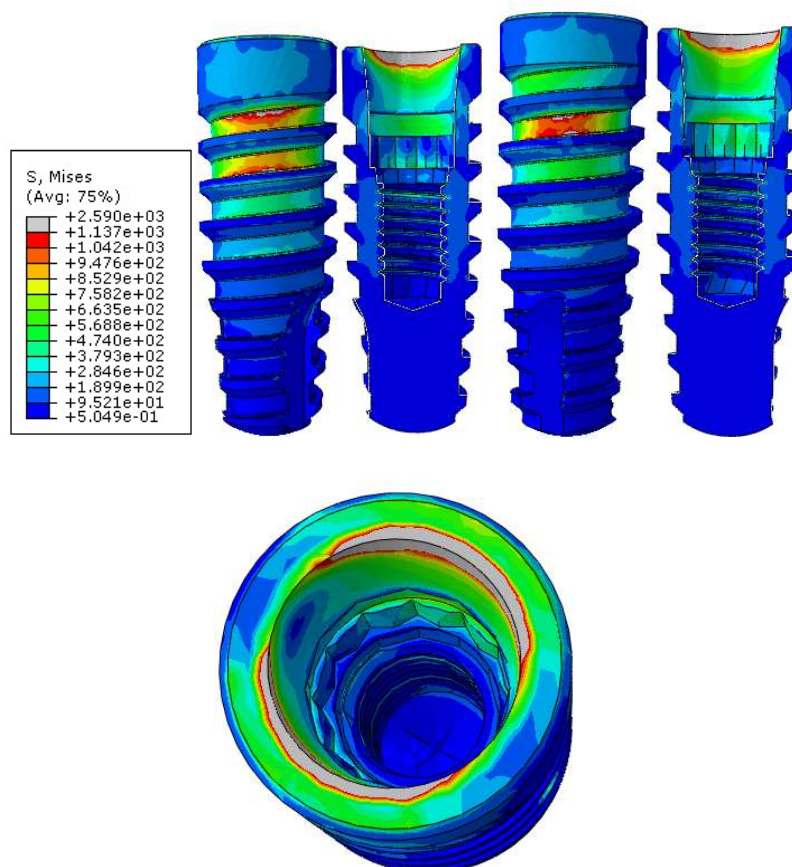 S, Mises
(Avg: 75%)
+2.590e+03
+1.137e+03
+1.042e+03
+9.476e+02
+8.529e+02
+7.582e+02
+6.635e+02
+5.688e+02
+4.740e+02
+3.793e+02
+2.846e+02
+1.899e+02
+9.521e+01
+5.049e-01